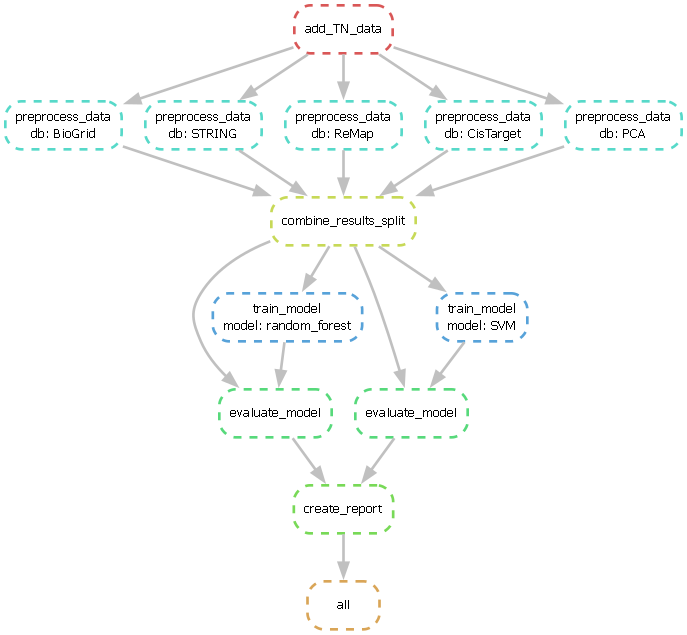 add_TN_data
preprocess_data
db: BioGrid
preprocess_data
db: STRING
preprocess_data
db: ReMap
preprocess_data
db: CisTarget
preprocess_data
db: PCA
combine_results_split
train_model
model: random_forest
train_model
model: SVM
evaluate_model
evaluate_model
create_report
all